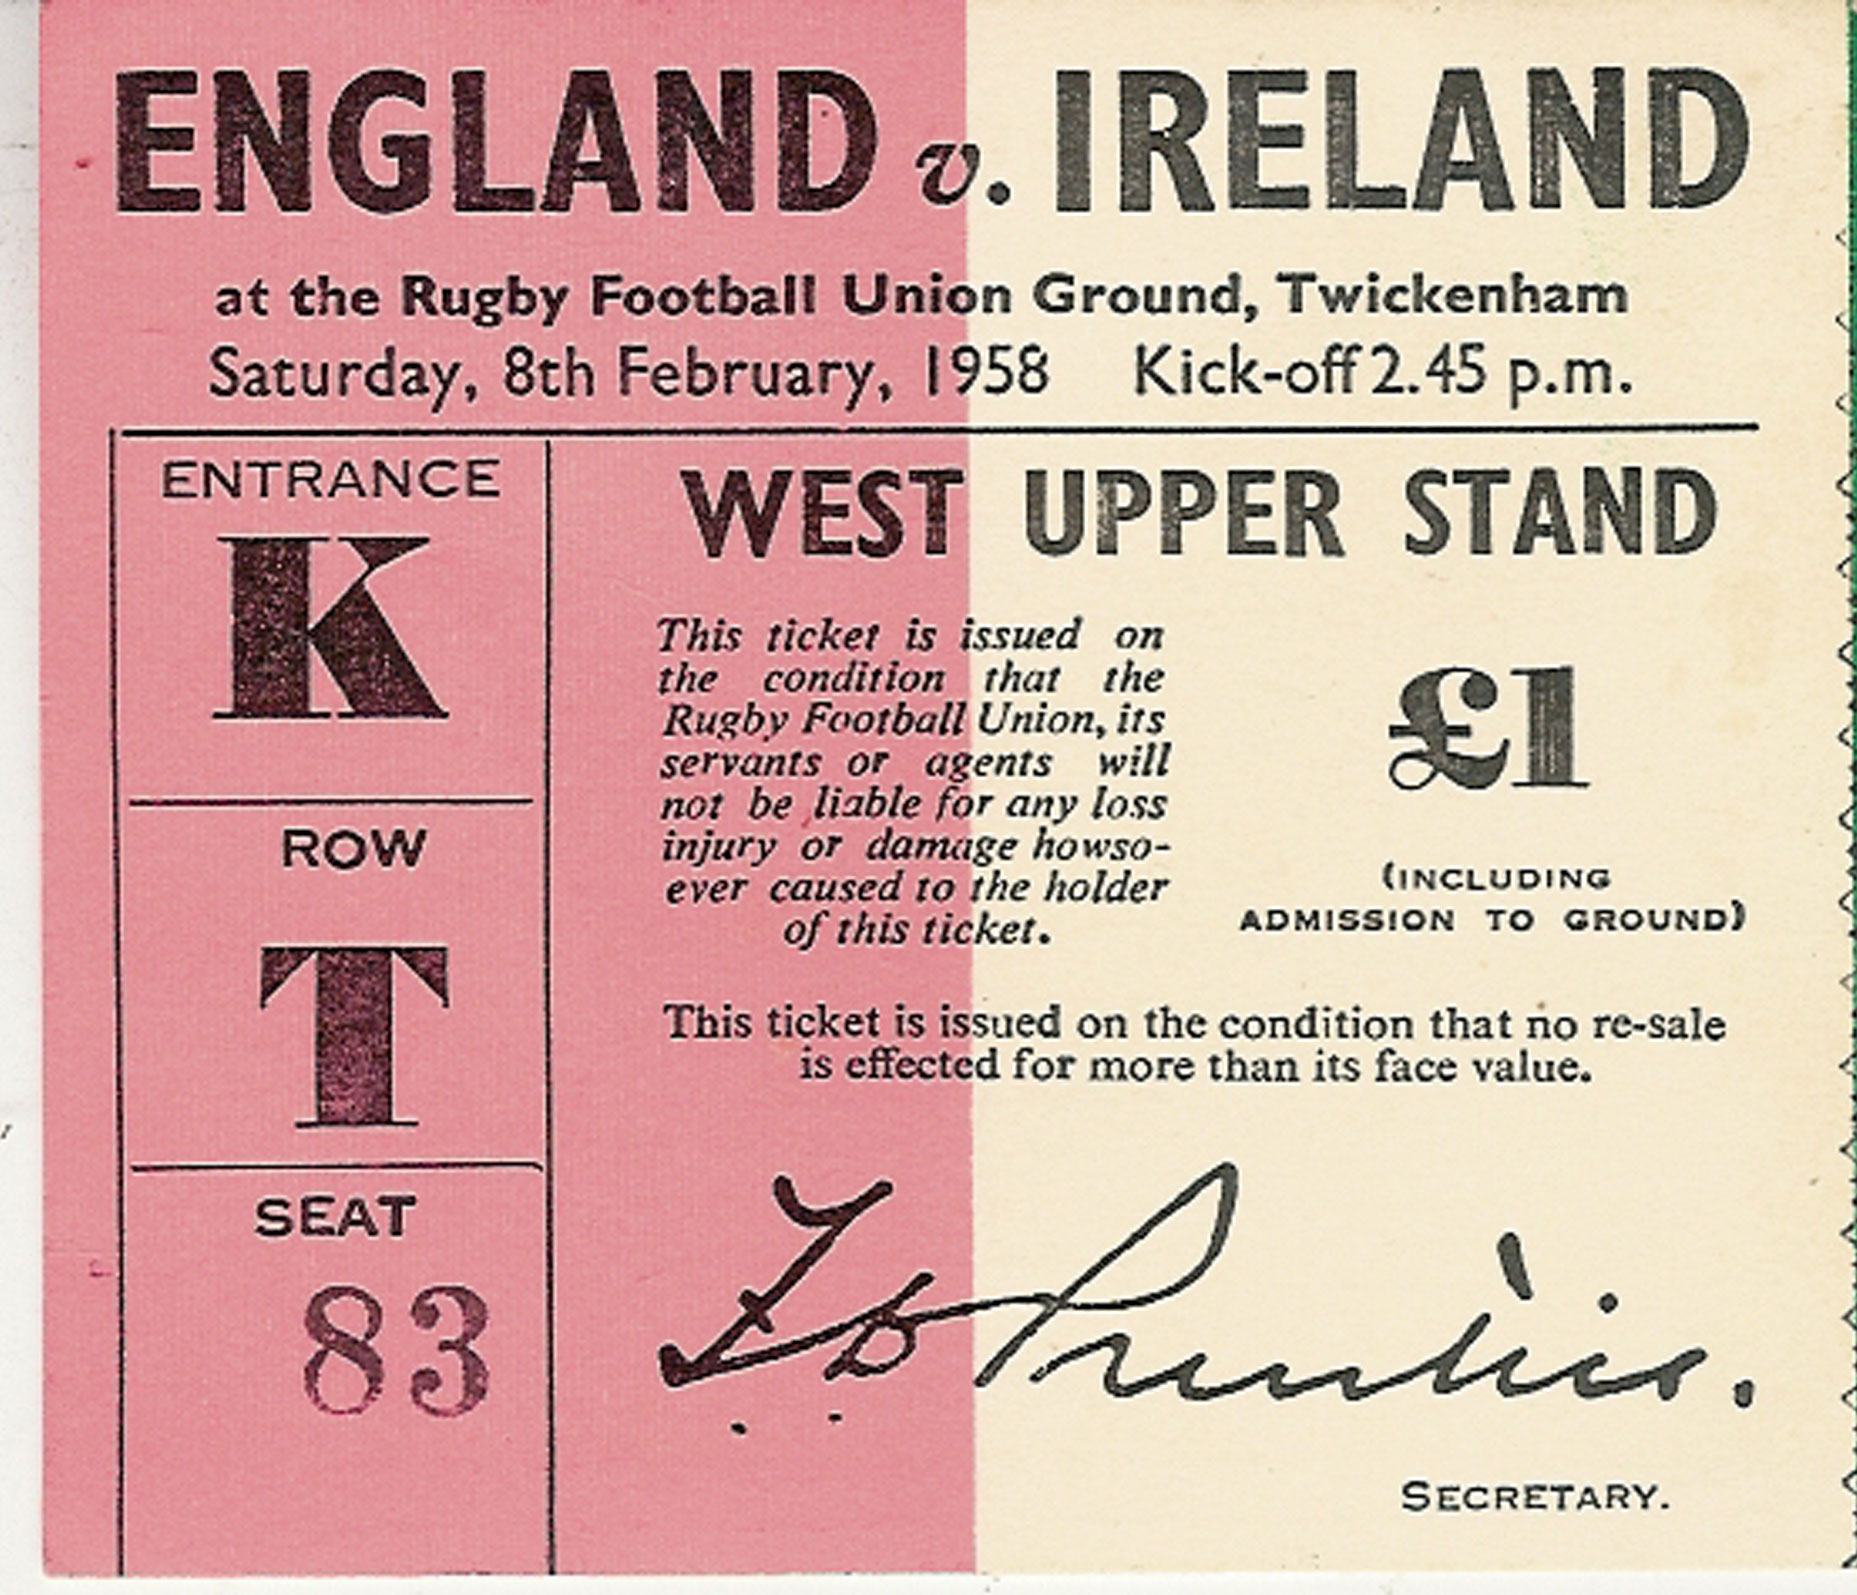 ENGLAND v. IRELAND
at the Rugby Football Union Ground, Twickenham
Saturday, 8th February, 1958 Kick-off 2.45 p.m.
ENTRANCE
K
ROW
T
SEAT
83
WEST UPPER STAND
This ticket is issued on
the condition that the
Rugby Football Union, its
servants or agents will
not be liable for any loss
injury or damage howso-
ever caused to the holder
of this ticket.
£1
(INCLUDING
ADMISSION TO GROUND)
This ticket is issued on the condition that no re-sale
is effected for more than its face value.
SECRETARY.